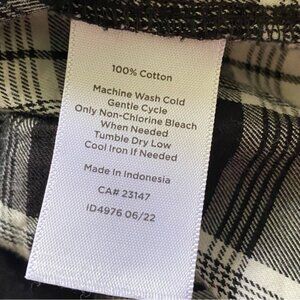 100% Cotton
Machine Wash Cold
Gentle Cycle
Only Non-Chlorine Bleach
When Needed
Tumble Dry Low
Cool Iron If Needed
Made In Indonesia
CA# 23147
ID4976 06/22